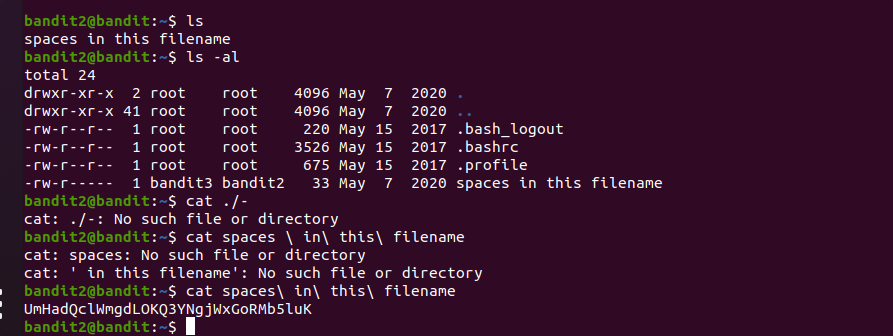 bandit2@bandit:~$ ls
spaces in this filename
bandit2@bandit:~$ ls -al
total 24
drwxr-xr-x  2 root    root    4096 May  7  2020 .
drwxr-xr-x 41 root    root    4096 May  7  2020 ..
-rw-r--r--  1 root    root     220 May 15  2017 .bash_logout
-rw-r--r--  1 root    root    3526 May 15  2017 .bashrc
-rw-r--r--  1 root    root     675 May 15  2017 .profile
-rw-r-----  1 bandit3 bandit2   33 May  7  2020 spaces in this filename
bandit2@bandit:~$ cat ./-
cat: ./-: No such file or directory
bandit2@bandit:~$ cat spaces \ in\ this\ filename
cat: spaces: No such file or directory
cat: ' in this filename': No such file or directory
bandit2@bandit:~$ cat spaces\ in\ this\ filename
UmHadQclWmgdLOKQ3YNgjWxGoRMb5luK
bandit2@bandit:~$